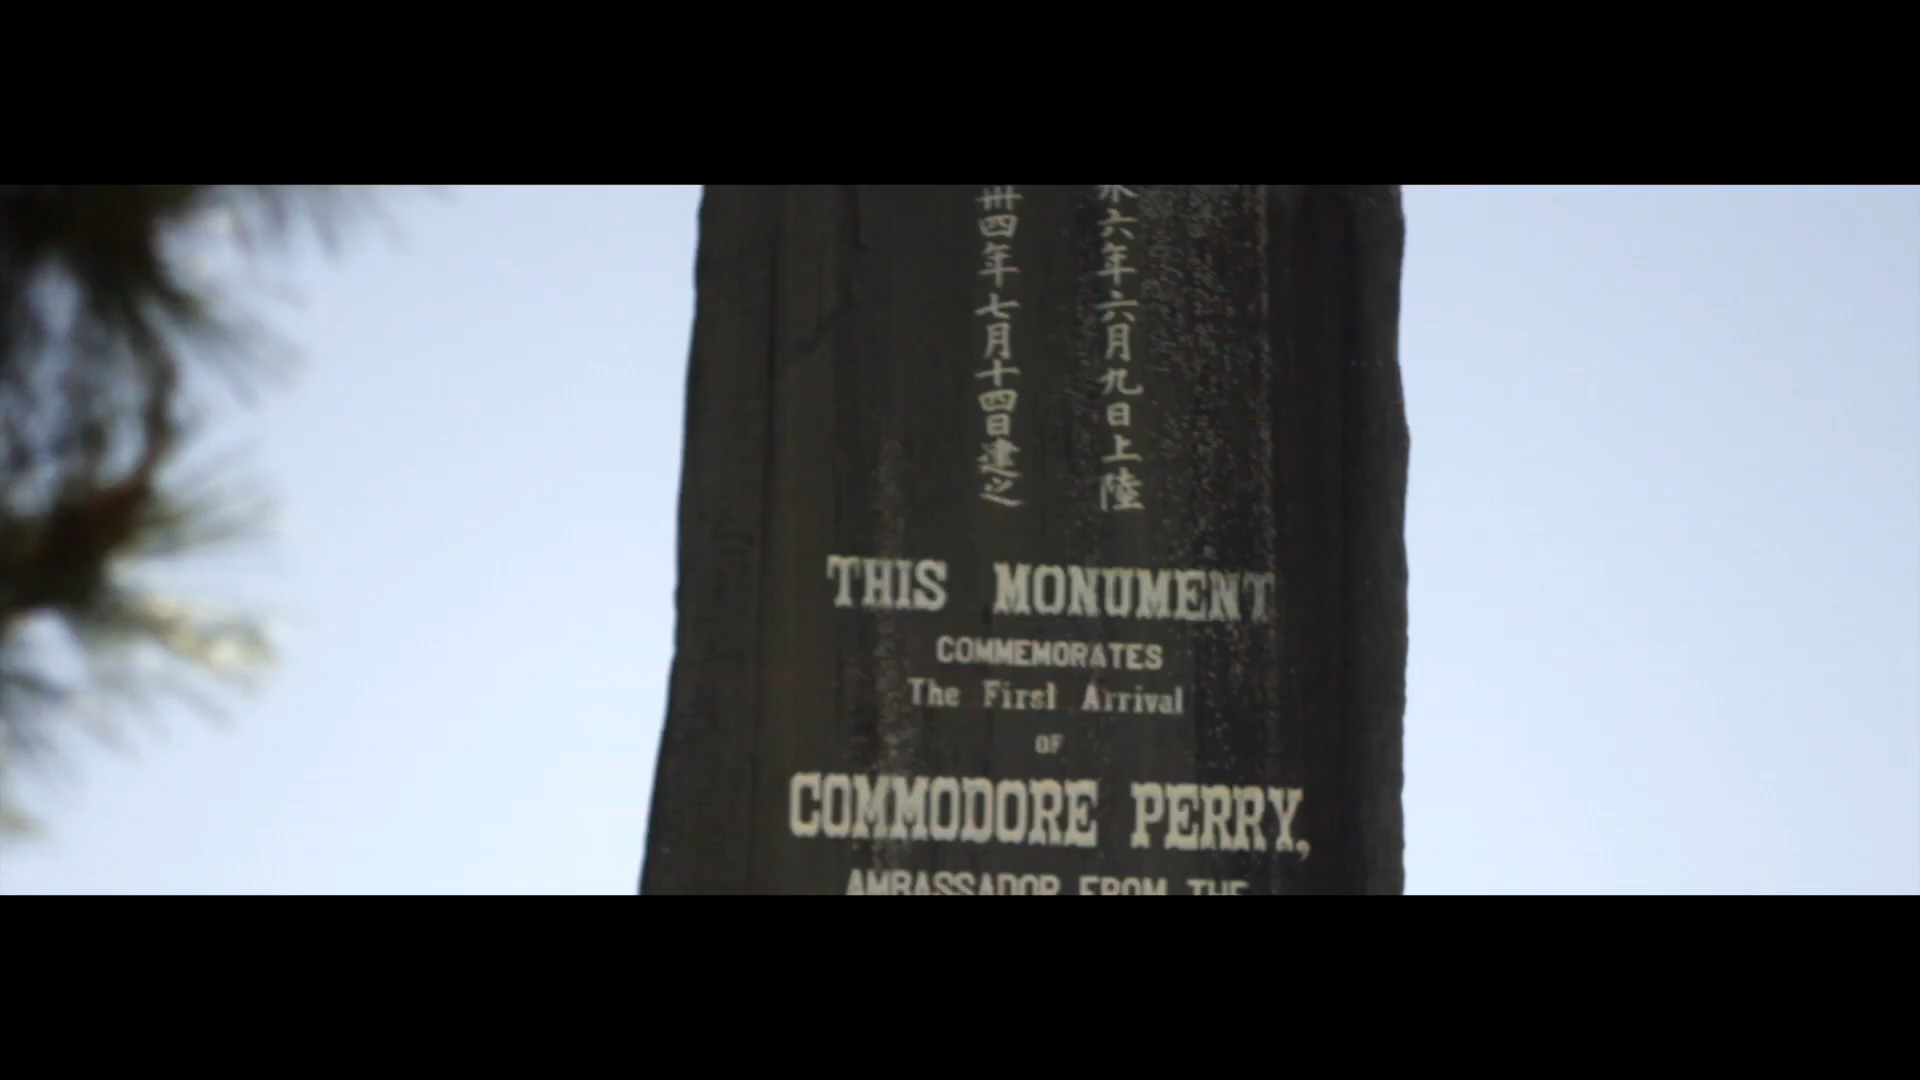 永六年六月九日上陸
卅四年七月十四日建之
THIS MONUMENT
COMMEMORATES
The First Arrival
OF
COMMODORE PERRY,
AMBASSADOR FROM THE